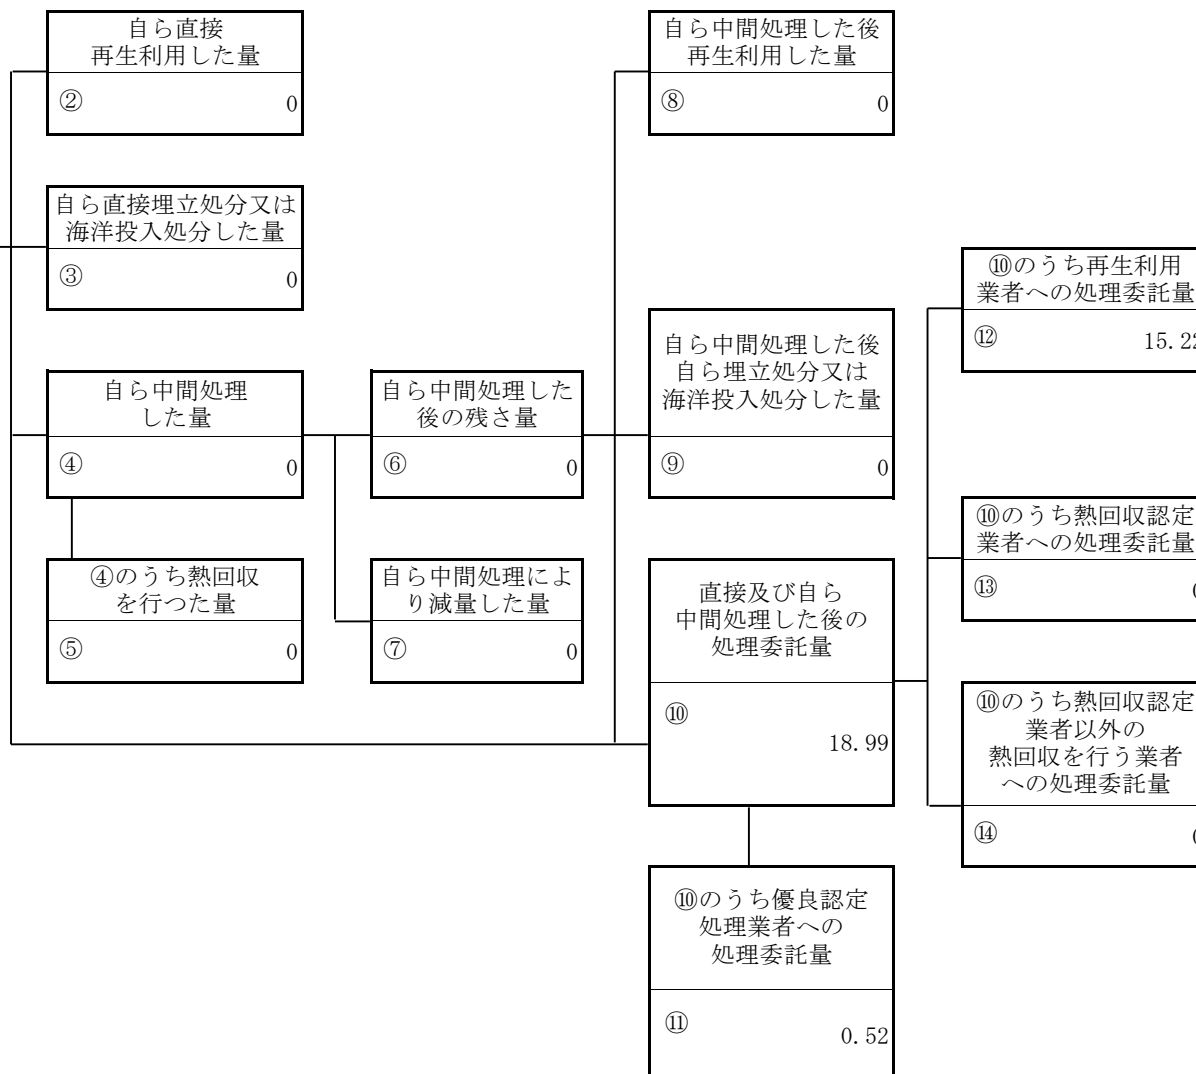 自ら直接
再生利用した量
② 0
自ら中間処理した後
再生利用した量
⑧ 0
自ら直接埋立処分又は
海洋投入処分した量
③ 0
⑩のうち再生利用
業者への処理委託量
⑫ 15.22
自ら中間処理した後
自ら埋立処分又は
海洋投入処分した量
⑨ 0
自ら中間処理
した量
④ 0
自ら中間処理した
後の残さ量
⑥ 0
⑩のうち熱回収認定
業者への処理委託量
⑬ 0
④のうち熱回収
を行つた量
⑤ 0
自ら中間処理によ
り減量した量
⑦ 0
直接及び自ら
中間処理した後の
処理委託量
⑩
18.99
⑩のうち熱回収認定
業者以外の
熱回収を行う業者
への処理委託量
⑭ 0
⑩のうち優良認定
処理業者への
処理委託量
⑪ 0.52